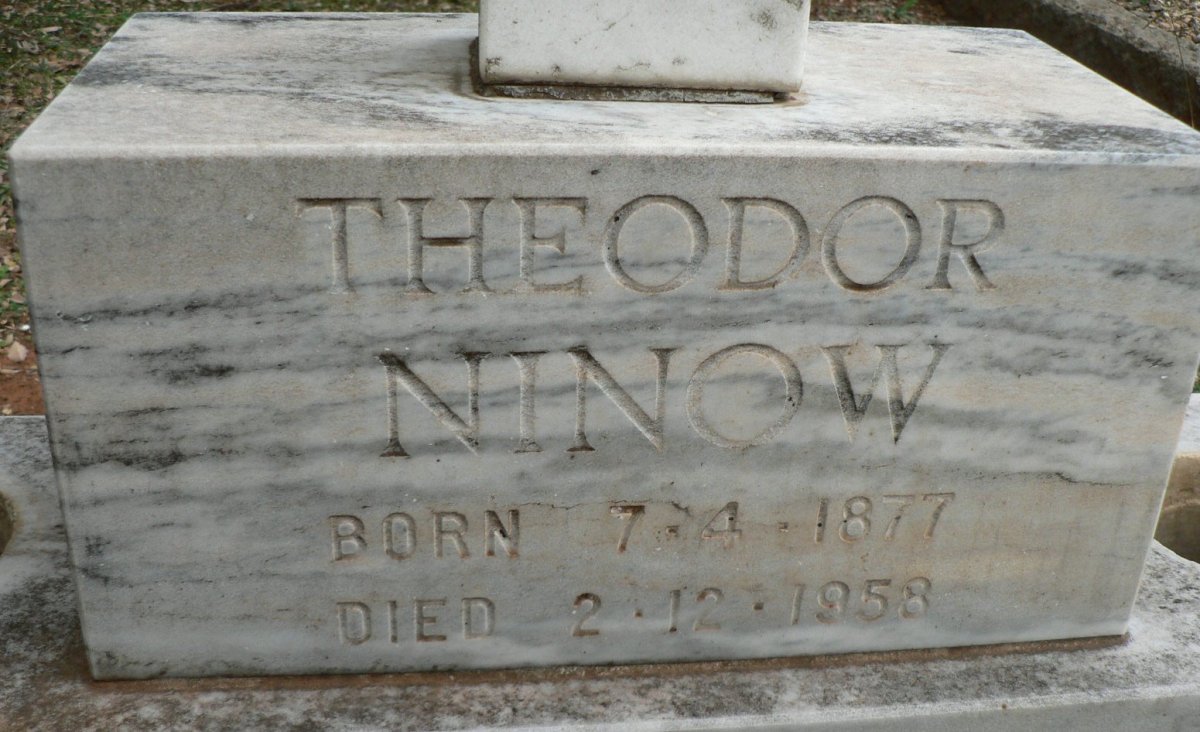 THEODOR
NINOW
BORN 7·4·1877
DIED 2·12·1958